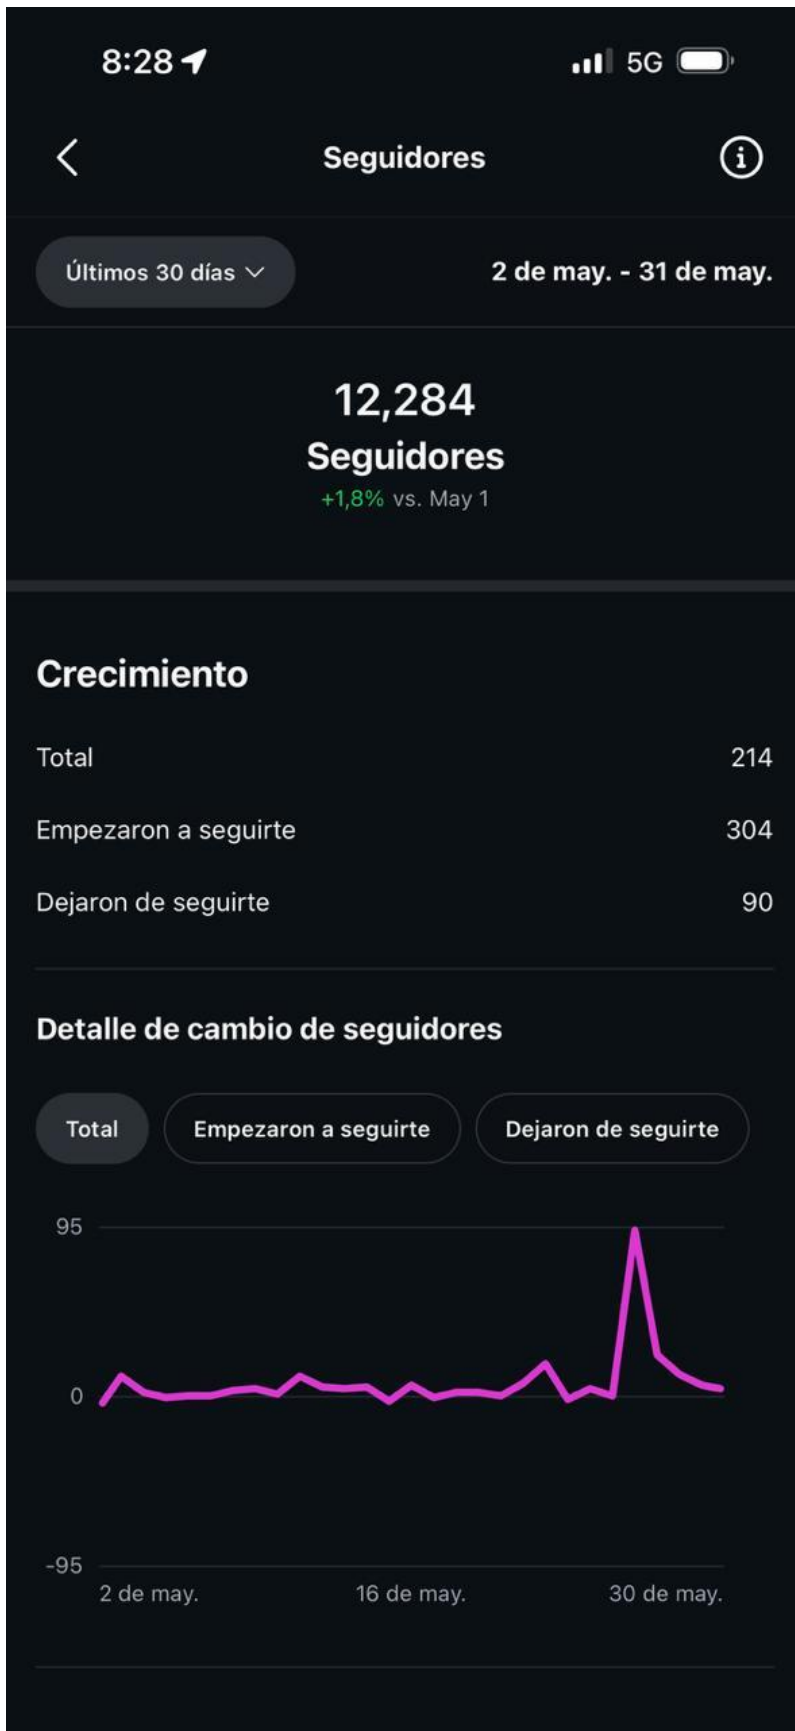 8:28 5G
Seguidores
Últimos 30 días 2 de may. - 31 de may.
12,284
Seguidores
+1,8% vs. May 1
Crecimiento
Total 214
Empezaron a seguirte 304
Dejaron de seguirte 90
Detalle de cambio de seguidores
Total Empezaron a seguirte Dejaron de seguirte
95
0
-95
2 de may. 16 de may. 30 de may.